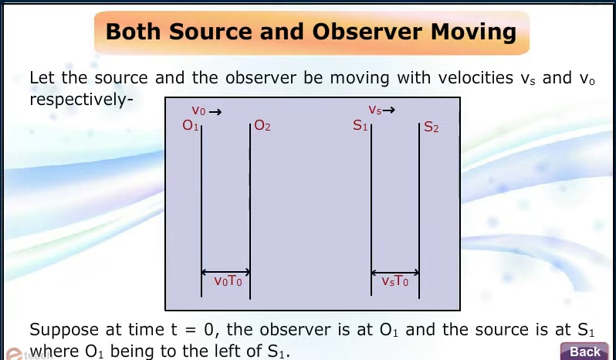 Both Source and Observer Moving
Let the source and the observer be moving with velocities vₛ and vₒ
respectively-
v₀ → vₛ→
O₁ O₂ S₁ S₂
v₀T₀ vₛT₀
Suppose at time t = 0, the observer is at O₁ and the source is at S₁
where O₁ being to the left of S₁.
Back